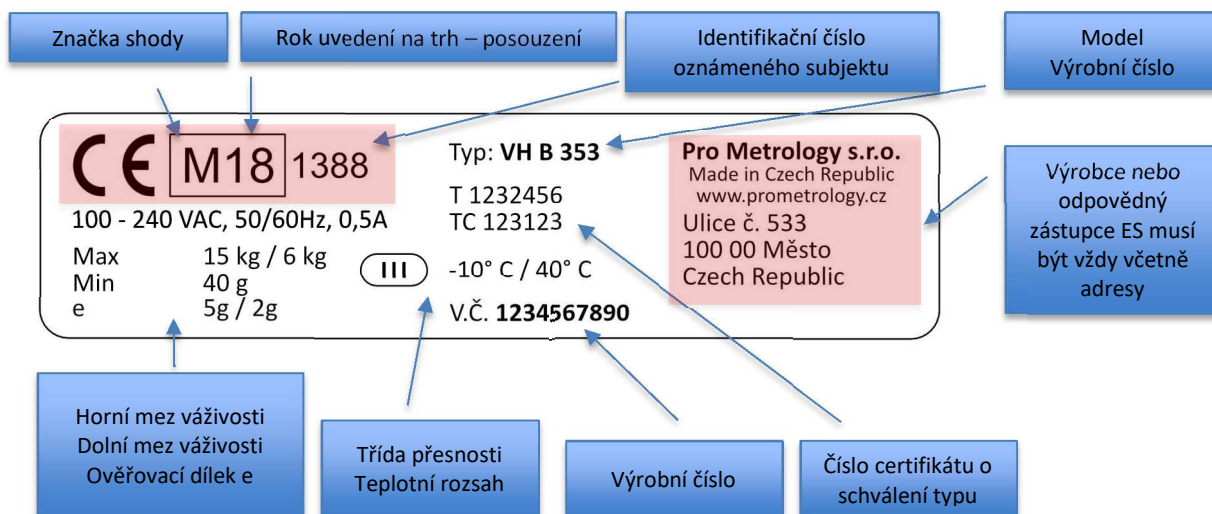 Značka shody
Rok uvedení na trh – posouzení
Identifikační číslo
oznámeného subjektu
Model
Výrobní číslo
CE M18 1388
100 - 240 VAC, 50/60Hz, 0,5A
Max 15 kg / 6 kg
Min 40 g
e 5g / 2g
III
Typ: VH B 353
T 1232456
TC 123123
-10° C / 40° C
V.Č. 1234567890
Pro Metrology s.r.o.
Made in Czech Republic
www.prometrology.cz
Ulice č. 533
100 00 Město
Czech Republic
Výrobce nebo
odpovědný
zástupce ES musí
být vždy včetně
adresy
Horní mez váživosti
Dolní mez váživosti
Ověřovací dílek e
Třída přesnosti
Teplotní rozsah
Výrobní číslo
Číslo certifikátu o
schválení typu